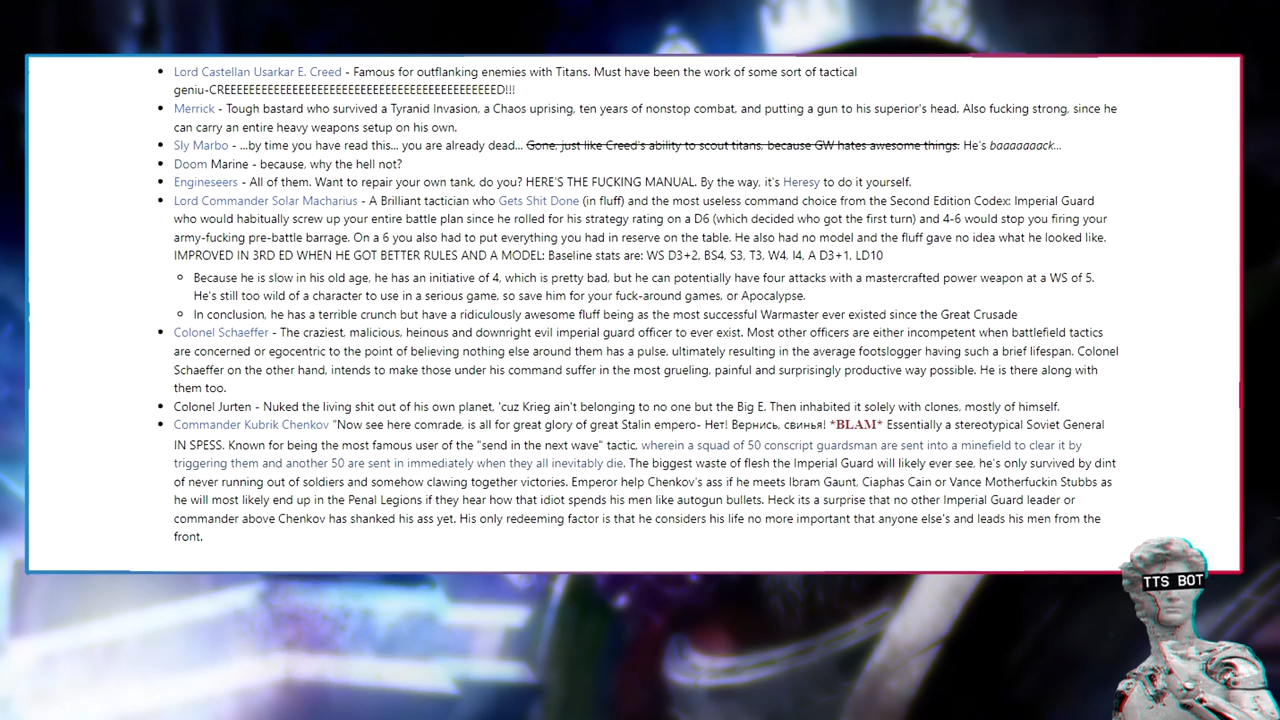 Lord Castellan Usarkar E. Creed - Famous for outflanking enemies with Titans. Must have been the work of some sort of tactical
geniu-CREEEEEEEEEEEEEEEEEEEEEEEEEEEEEEEEEEEEEEEEEEED!!!
Merrick - Tough bastard who survived a Tyranid Invasion, a Chaos uprising, ten years of nonstop combat, and putting a gun to his superior's head. Also fucking strong, since he
can carry an entire heavy weapons setup on his own.
Sly Marbo - ...by time you have read this... you are already dead... Gone, just like Creed's ability to scout titans, because GW hates awesome things. He's baaaaaaack...
Doom Marine - because, why the hell not?
Engineseers - All of them. Want to repair your own tank, do you? HERE'S THE FUCKING MANUAL. By the way, it's Heresy to do it yourself.
Lord Commander Solar Macharius - A Brilliant tactician who Gets Shit Done (in fluff) and the most useless command choice from the Second Edition Codex: Imperial Guard
who would habitually screw up your entire battle plan since he rolled for his strategy rating on a D6 (which decided who got the first turn) and 4-6 would stop you firing your
army-fucking pre-battle barrage. On a 6 you also had to put everything you had in reserve on the table. He also had no model and the fluff gave no idea what he looked like.
IMPROVED IN 3RD ED WHEN HE GOT BETTER RULES AND A MODEL: Baseline stats are: WS D3+2, BS4, S3, T3, W4, I4, A D3+1, LD10
Because he is slow in his old age, he has an initiative of 4, which is pretty bad, but he can potentially have four attacks with a mastercrafted power weapon at a WS of 5.
He's still too wild of a character to use in a serious game, so save him for your fuck-around games, or Apocalypse.
In conclusion, he has a terrible crunch but have a ridiculously awesome fluff being as the most successful Warmaster ever existed since the Great Crusade
Colonel Schaeffer - The craziest, malicious, heinous and downright evil imperial guard officer to ever exist. Most other officers are either incompetent when battlefield tactics
are concerned or egocentric to the point of believing nothing else around them has a pulse, ultimately resulting in the average footslogger having such a brief lifespan. Colonel
Schaeffer on the other hand, intends to make those under his command suffer in the most grueling, painful and surprisingly productive way possible. He is there along with
them too.
Colonel Jurten - Nuked the living shit out of his own planet, 'cuz Krieg ain't belonging to no one but the Big E. Then inhabited it solely with clones, mostly of himself.
Commander Kubrik Chenkov "Now see here comrade, is all for great glory of great Stalin empero- Нет! Вернись, свинья! *BLAM* Essentially a stereotypical Soviet General
IN SPESS. Known for being the most famous user of the "send in the next wave" tactic, wherein a squad of 50 conscript guardsman are sent into a minefield to clear it by
triggering them and another 50 are sent in immediately when they all inevitably die. The biggest waste of flesh the Imperial Guard will likely ever see, he's only survived by dint
of never running out of soldiers and somehow clawing together victories. Emperor help Chenkov's ass if he meets Ibram Gaunt, Ciaphas Cain or Vance Motherfuckin Stubbs as
he will most likely end up in the Penal Legions if they hear how that idiot spends his men like autogun bullets. Heck its a surprise that no other Imperial Guard leader or
commander above Chenkov has shanked his ass yet. His only redeeming factor is that he considers his life no more important that anyone else's and leads his men from the
front.
TTS BOT